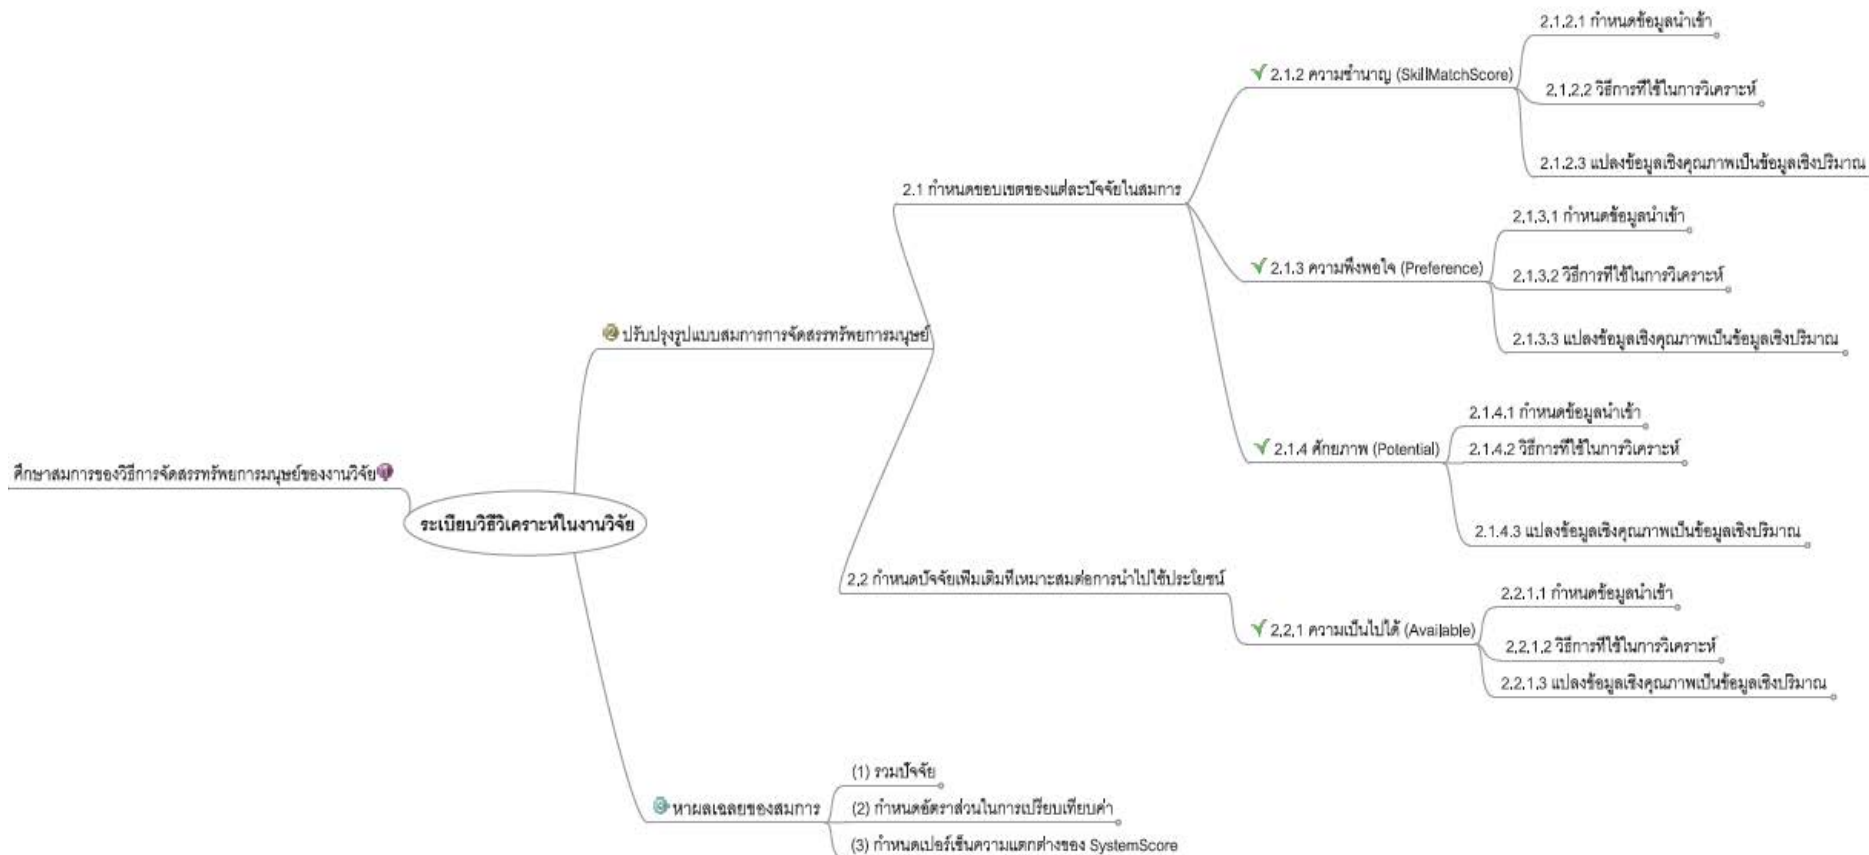 ศึกษาสมการของวิธีการจัดสรรทรัพยการมนุษย์ของงานวิจัย 1
ระเบียบวิธีวิเคราะห์ในงานวิจัย
2 ปรับปรุงรูปแบบสมการการจัดสรรทรัพยการมนุษย์
2.1 กำหนดขอบเขตของแต่ละปัจจัยในสมการ
2.1.2 ความชำนาญ (SkillMatchScore)
2.1.2.1 กำหนดข้อมูลนำเข้า
2.1.2.2 วิธีการที่ใช้ในการวิเคราะห์
2.1.2.3 แปลงข้อมูลเชิงคุณภาพเป็นข้อมูลเชิงปริมาณ
2.1.3 ความพึงพอใจ (Preference)
2.1.3.1 กำหนดข้อมูลนำเข้า
2.1.3.2 วิธีการที่ใช้ในการวิเคราะห์
2.1.3.3 แปลงข้อมูลเชิงคุณภาพเป็นข้อมูลเชิงปริมาณ
2.1.4 ศักยภาพ (Potential)
2.1.4.1 กำหนดข้อมูลนำเข้า
2.1.4.2 วิธีการที่ใช้ในการวิเคราะห์
2.1.4.3 แปลงข้อมูลเชิงคุณภาพเป็นข้อมูลเชิงปริมาณ
2.2 กำหนดปัจจัยเพิ่มเติมที่เหมาะสมต่อการนำไปใช้ประโยชน์
2.2.1 ความเป็นไปได้ (Available)
2.2.1.1 กำหนดข้อมูลนำเข้า
2.2.1.2 วิธีการที่ใช้ในการวิเคราะห์
2.2.1.3 แปลงข้อมูลเชิงคุณภาพเป็นข้อมูลเชิงปริมาณ
3 หาผลเฉลยของสมการ
(1) รวมปัจจัย
(2) กำหนดอัตราส่วนในการเปรียบเทียบค่า
(3) กำหนดเปอร์เซ็นความแตกต่างของ SystemScore